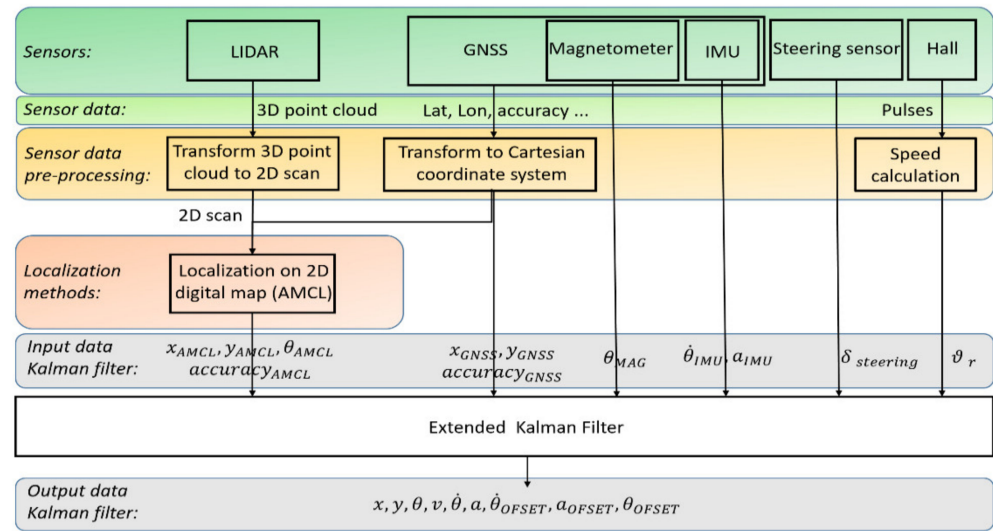 Sensors: LIDAR GNSS Magnetometer IMU Steering sensor Hall
Sensor data: 3D point cloud Lat, Lon, accuracy ... Pulses
Sensor data
pre-processing:
Transform 3D point
cloud to 2D scan
Transform to Cartesian
coordinate system
Speed
calculation
2D scan
Localization
methods:
Localization on 2D
digital map (AMCL)
Input data
Kalman filter:
x_AMCL, y_AMCL, θ_AMCL
accuracy_AMCL
x_GNSS, y_GNSS
accuracy_GNSS
θ_MAG
θ̇_IMU, a_IMU
δ_steering
ϑ_r
Extended Kalman Filter
Output data
Kalman filter:
x, y, θ, v, θ̇, a, θ̇_OFSET, a_OFSET, θ_OFSET